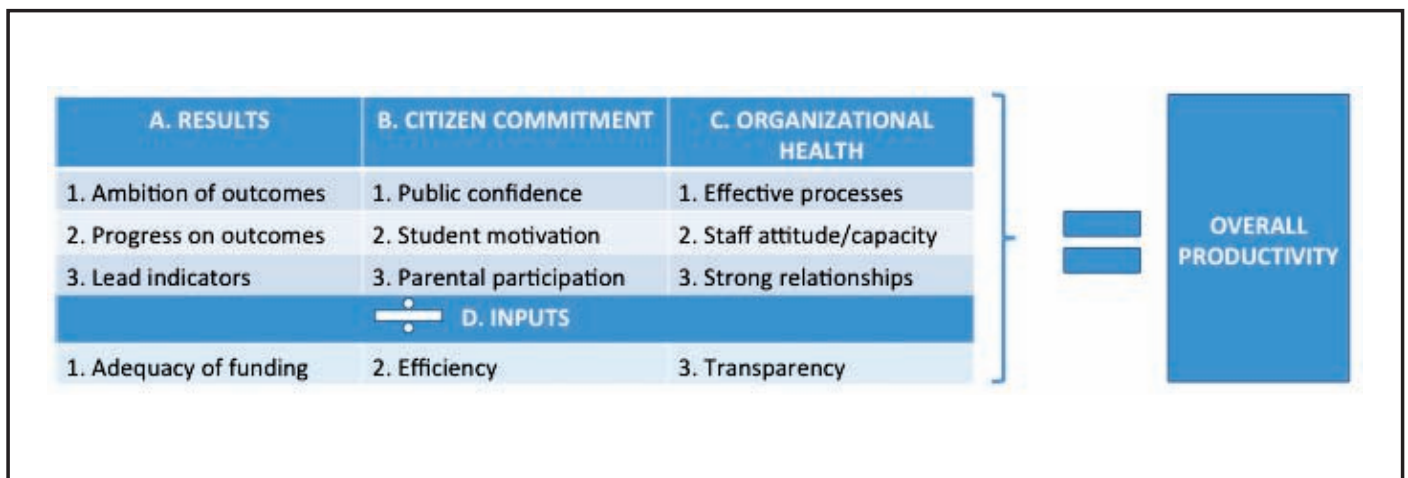 A. RESULTS
B. CITIZEN COMMITMENT
C. ORGANIZATIONAL
HEALTH
1. Ambition of outcomes
1. Public confidence
1. Effective processes
2. Progress on outcomes
2. Student motivation
2. Staff attitude/capacity
3. Lead indicators
3. Parental participation
3. Strong relationships
D. INPUTS
1. Adequacy of funding
2. Efficiency
3. Transparency
OVERALL
PRODUCTIVITY